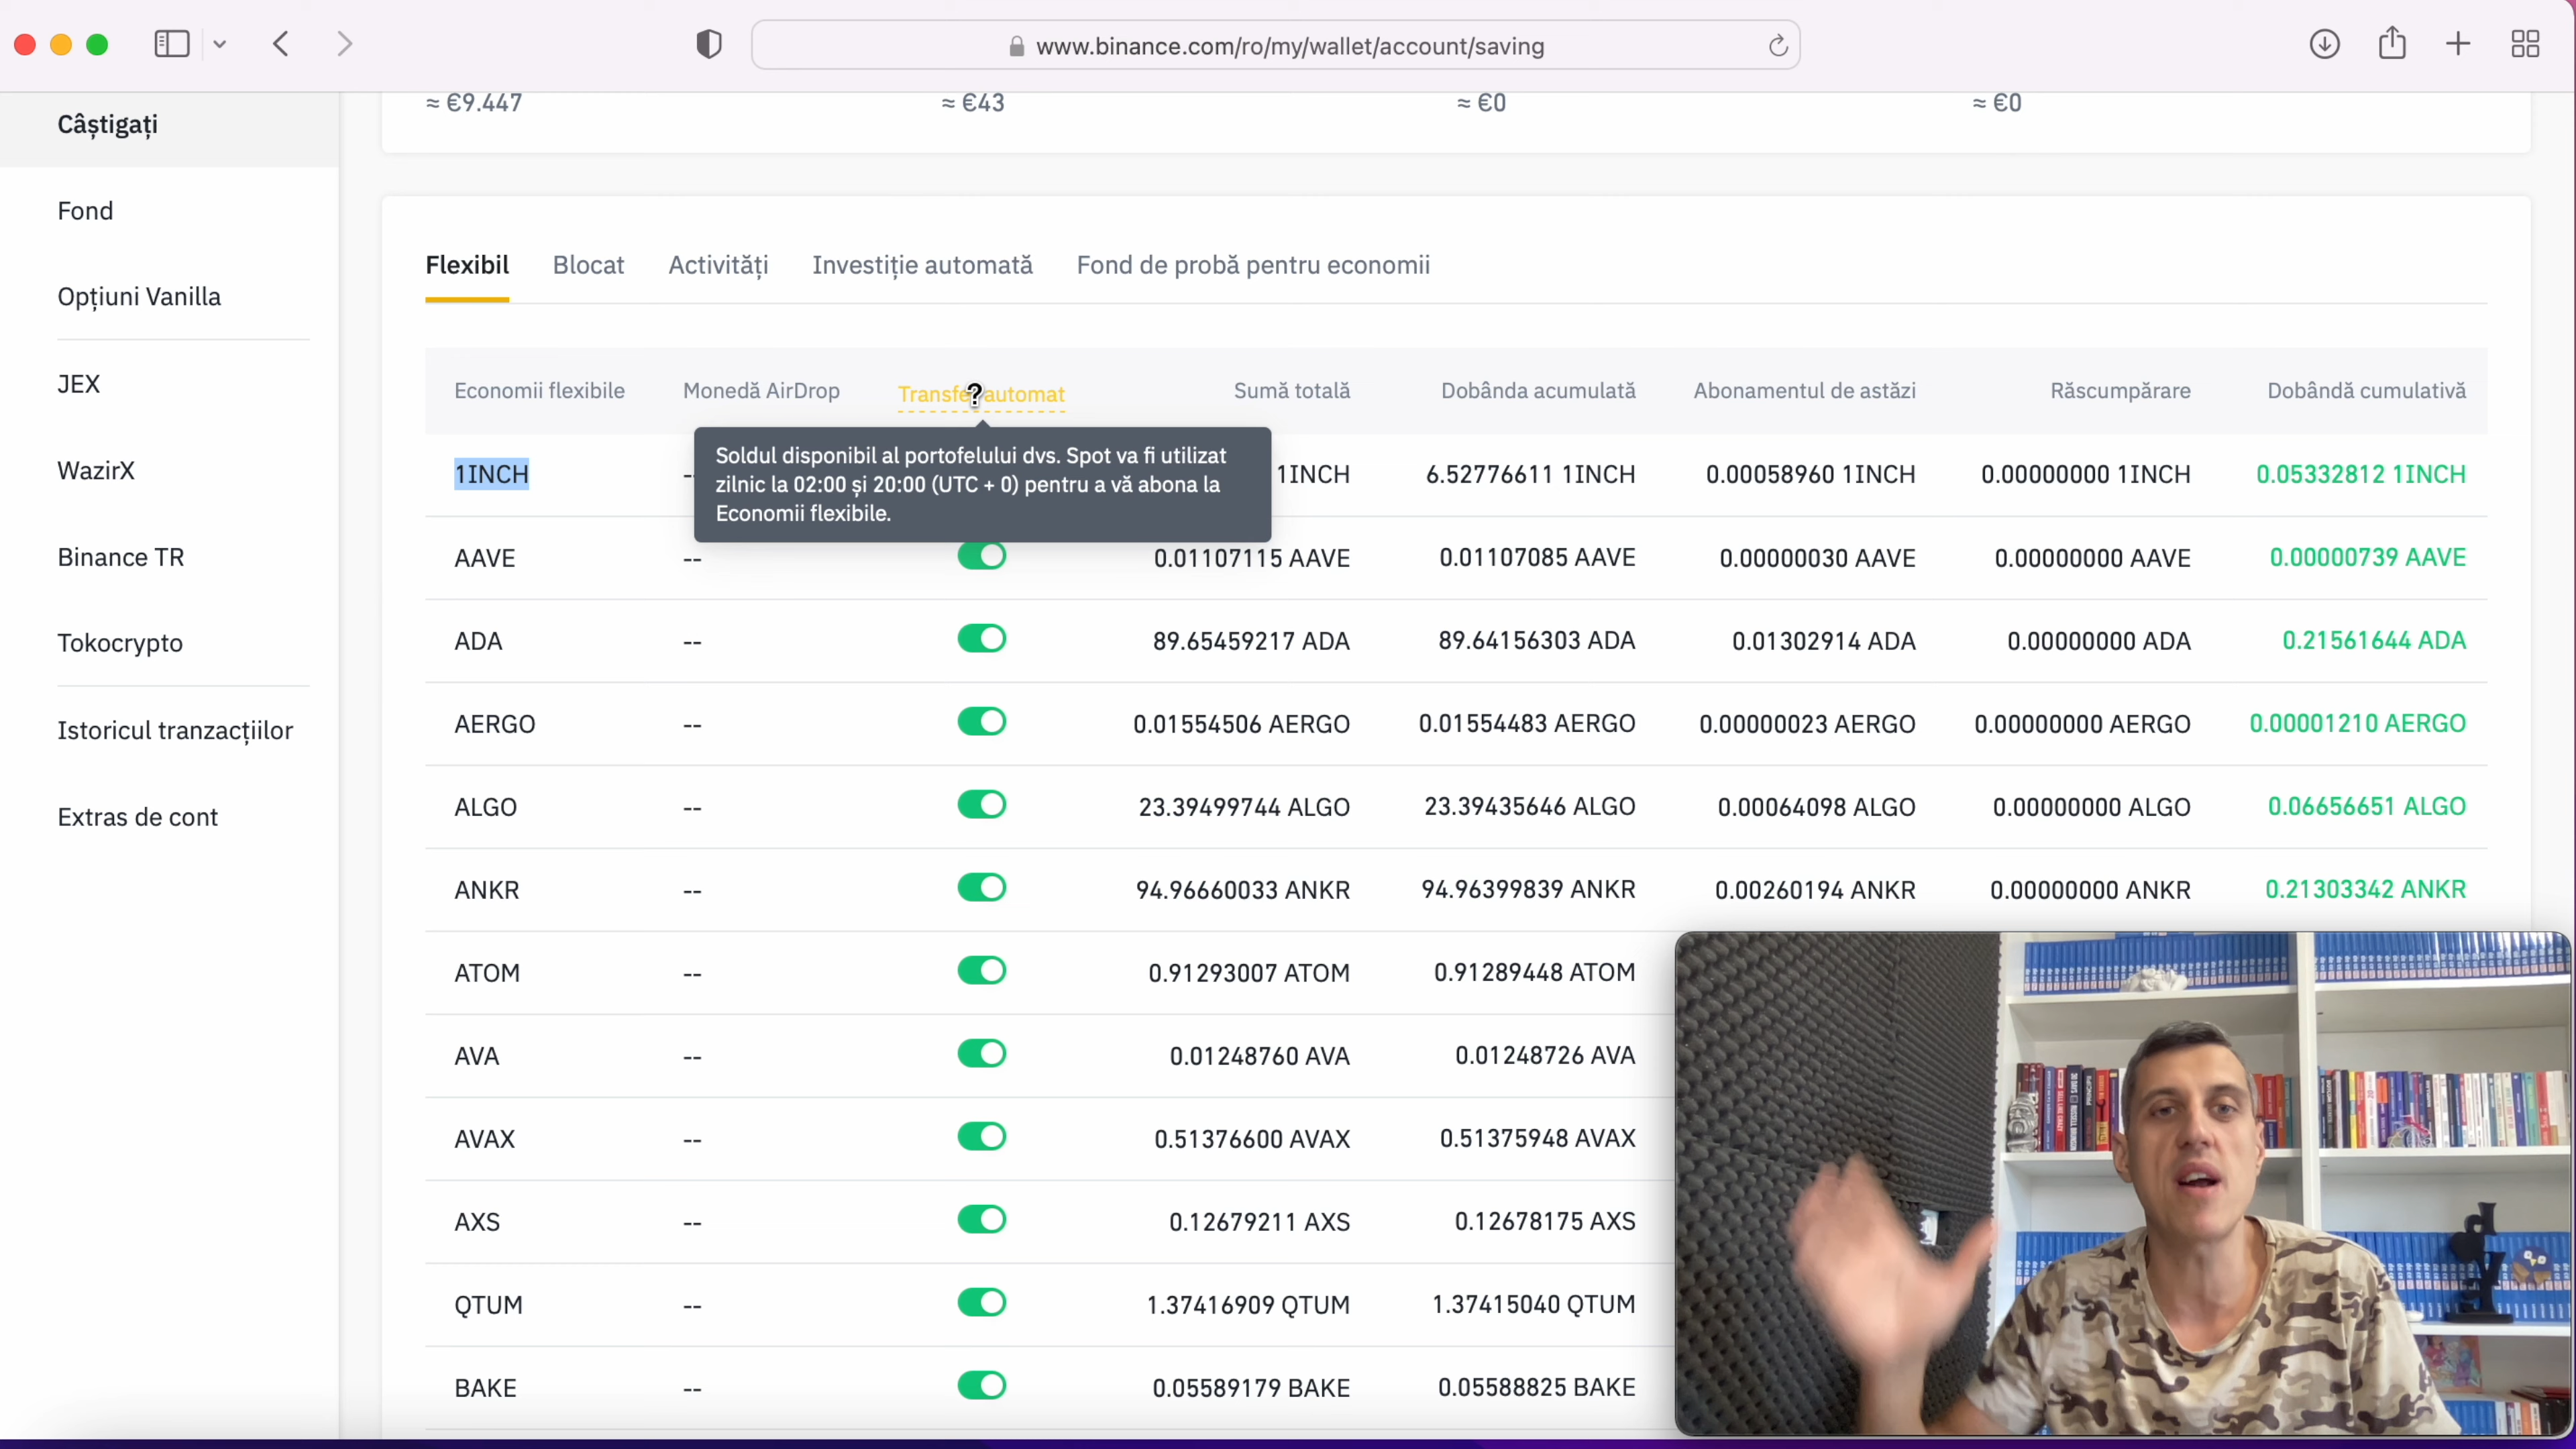 www.binance.com/ro/my/wallet/account/saving
≈ €9.447 ≈ €43 ≈ €0 ≈ €0
Câștigați
Fond
Opțiuni Vanilla
JEX
WazirX
Binance TR
Tokocrypto
Istoricul tranzacțiilor
Extras de cont
Flexibil Blocat Activități Investiție automată Fond de probă pentru economii
Economii flexibile Monedă AirDrop Transfer automat Sumă totală Dobânda acumulată Abonamentul de astăzi Răscumpărare Dobândă cumulativă
Soldul disponibil al portofelului dvs. Spot va fi utilizat
zilnic la 02:00 și 20:00 (UTC + 0) pentru a vă abona la
Economii flexibile.
1INCH -- 1INCH 6.52776611 1INCH 0.00058960 1INCH 0.00000000 1INCH 0.05332812 1INCH
AAVE -- 0.01107115 AAVE 0.01107085 AAVE 0.00000030 AAVE 0.00000000 AAVE 0.00000739 AAVE
ADA -- 89.65459217 ADA 89.64156303 ADA 0.01302914 ADA 0.00000000 ADA 0.21561644 ADA
AERGO -- 0.01554506 AERGO 0.01554483 AERGO 0.00000023 AERGO 0.00000000 AERGO 0.00001210 AERGO
ALGO -- 23.39499744 ALGO 23.39435646 ALGO 0.00064098 ALGO 0.00000000 ALGO 0.06656651 ALGO
ANKR -- 94.96660033 ANKR 94.96399839 ANKR 0.00260194 ANKR 0.00000000 ANKR 0.21303342 ANKR
ATOM -- 0.91293007 ATOM 0.91289448 ATOM
AVA -- 0.01248760 AVA 0.01248726 AVA
AVAX -- 0.51376600 AVAX 0.51375948 AVAX
AXS -- 0.12679211 AXS 0.12678175 AXS
QTUM -- 1.37416909 QTUM 1.37415040 QTUM
BAKE -- 0.05589179 BAKE 0.05588825 BAKE